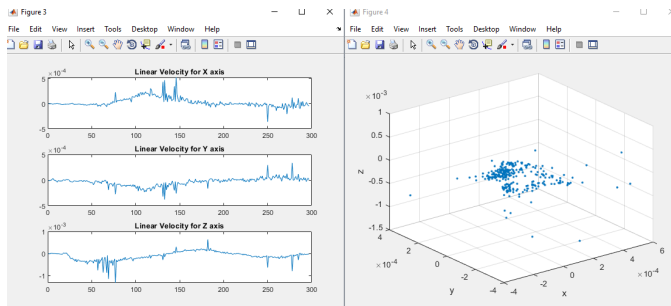 Figure 3
File Edit View Insert Tools Desktop Window Help
×10⁻⁴
Linear Velocity for X axis
5
0
-5
0 50 100 150 200 250 300
×10⁻⁴
Linear Velocity for Y axis
5
0
-5
0 50 100 150 200 250 300
×10⁻³
Linear Velocity for Z axis
1
0
-1
0 50 100 150 200 250 300
Figure 4
File Edit View Insert Tools Desktop Window Help
×10⁻³
1
0.5
0
-0.5
-1
-1.5
z
4
2
0
-2
-4
×10⁻⁴
y
-4
-2
0
2
4
6
×10⁻⁴
x